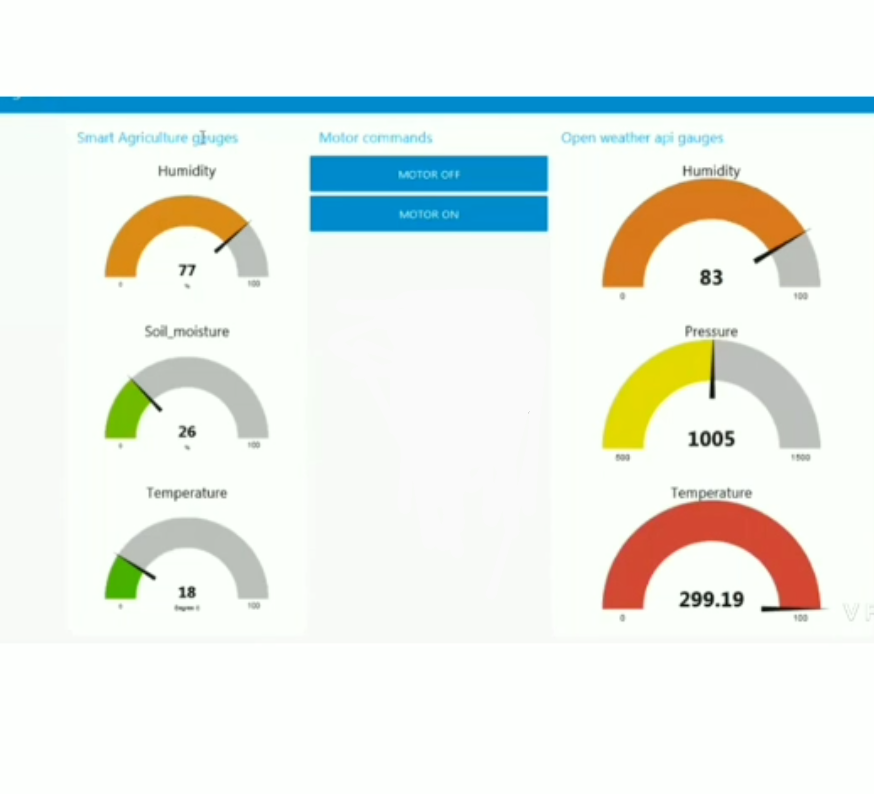 Smart Agriculture gauges
Humidity
77
%
0
100
Soil_moisture
26
%
0
100
Temperature
18
Degree C
0
100
Motor commands
MOTOR OFF
MOTOR ON
Open weather api gauges
Humidity
83
0
100
Pressure
1005
500
1500
Temperature
299.19
0
100